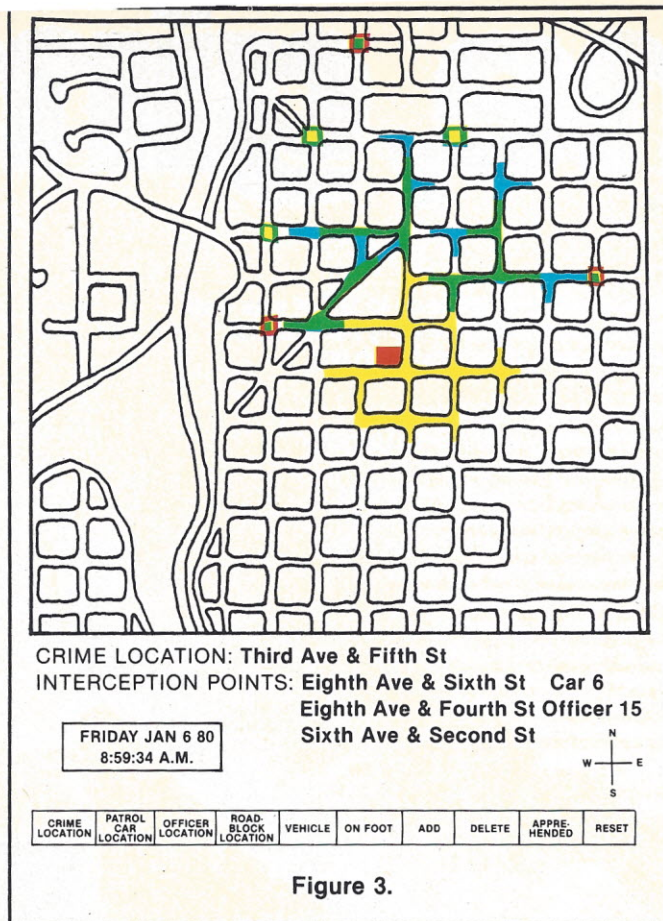 CRIME LOCATION: Third Ave & Fifth St
INTERCEPTION POINTS: Eighth Ave & Sixth St Car 6
Eighth Ave & Fourth St Officer 15
Sixth Ave & Second St
FRIDAY JAN 6 80
8:59:34 A.M.
N
W E
S
CRIME LOCATION
PATROL CAR LOCATION
OFFICER LOCATION
ROAD-BLOCK LOCATION
VEHICLE
ON FOOT
ADD
DELETE
APPRE-HENDED
RESET
Figure 3.